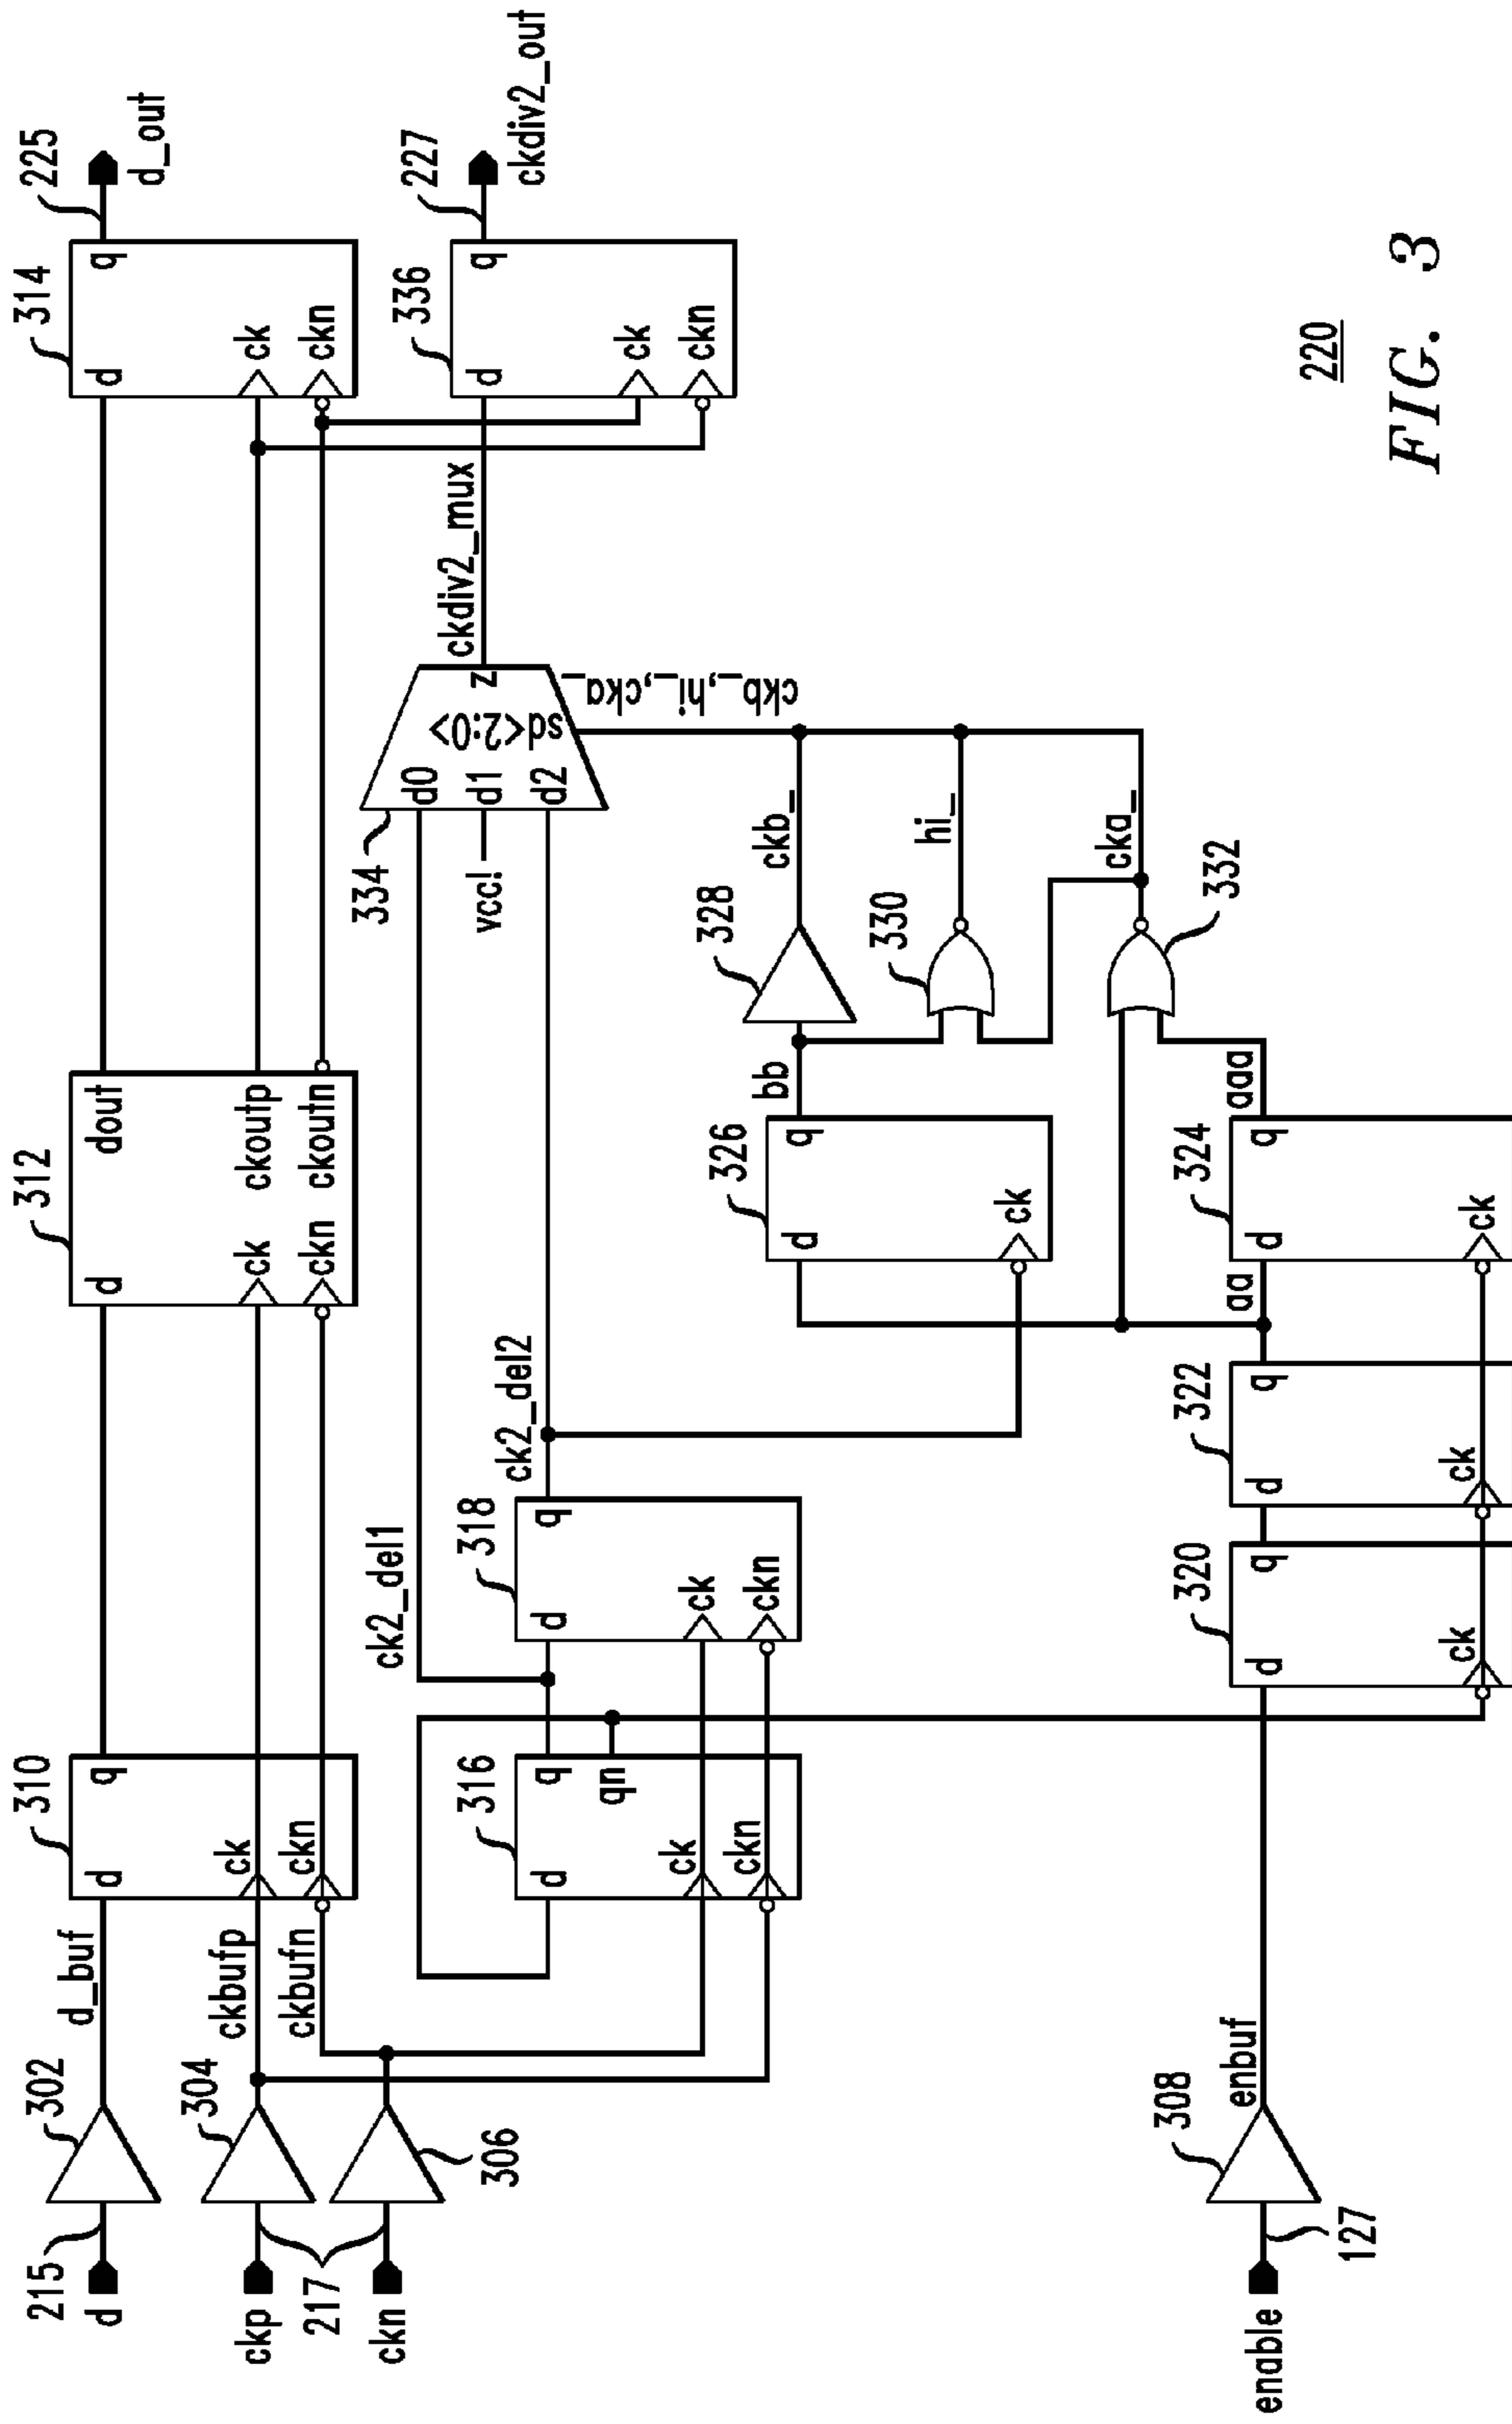 215
d
302
d_buf
310
d
q
ck
ckn
312
d
dout
ck
ckoutp
ckn
ckoutn
314
d
q
ck
ckn
225
d_out
ckp
217
ckn
304
306
ckbufp
ckbufn
316
d
q
qn
ck
ckn
ck2_del1
318
d
q
ck
ckn
ck2_del2
334
vcc!
d0
d1
d2
sd<2:0>
z
ckdiv2_mux
ckb_,hi_,cka_
336
d
q
ck
ckn
227
ckdiv2_out
326
d
q
ck
bb
328
ckb_
330
hi_
332
cka_
enable
127
308
enbuf
320
d
q
ck
322
d
q
ck
aa
324
d
q
ck
aaa
220
FIG. 3